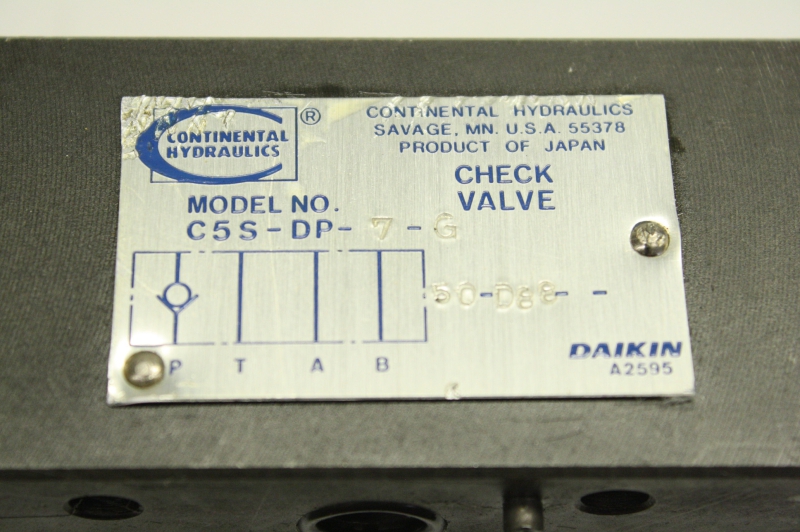 CONTINENTAL
HYDRAULICS
®
CONTINENTAL HYDRAULICS
SAVAGE, MN. U.S.A. 55378
PRODUCT OF JAPAN
CHECK
VALVE
MODEL NO.
C5S-DP-7-G
50-D88- -
P T A B
DAIKIN
A2595